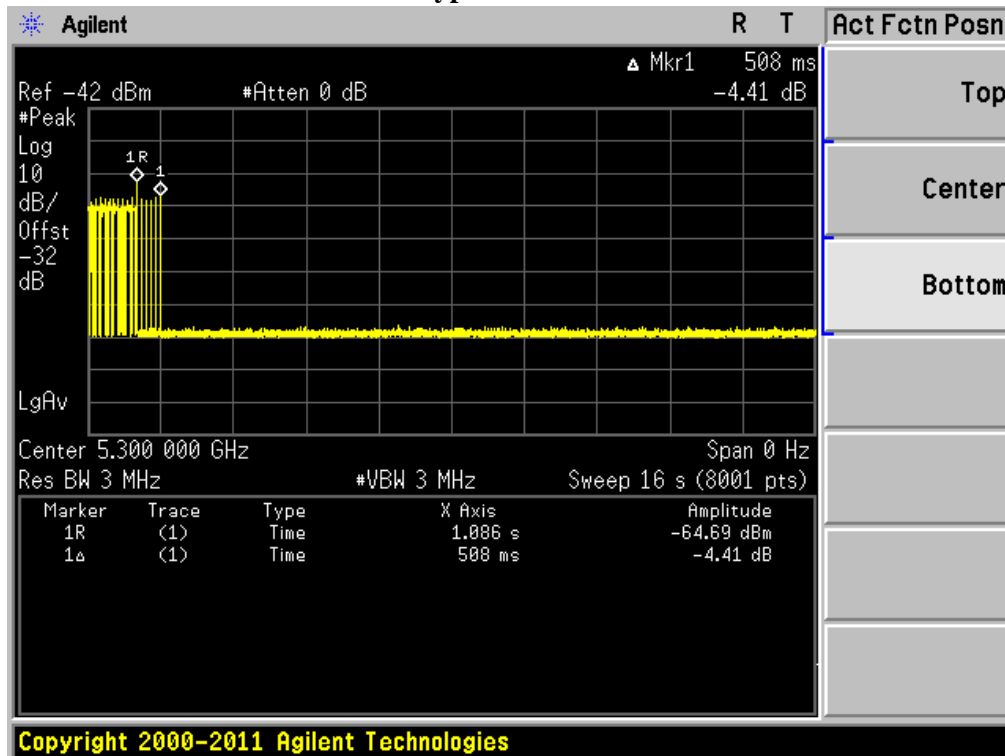 Agilent R T Act Fctn Posn
Δ Mkr1 508 ms
Ref -42 dBm #Atten 0 dB -4.41 dB
#Peak
Log
10
dB/
Offst
-32
dB
LgAv
1R
1
Center 5.300 000 GHz Span 0 Hz
Res BW 3 MHz #VBW 3 MHz Sweep 16 s (8001 pts)
Marker Trace Type X Axis Amplitude
1R (1) Time 1.086 s -64.69 dBm
1Δ (1) Time 508 ms -4.41 dB
Top
Center
Bottom
Copyright 2000-2011 Agilent Technologies